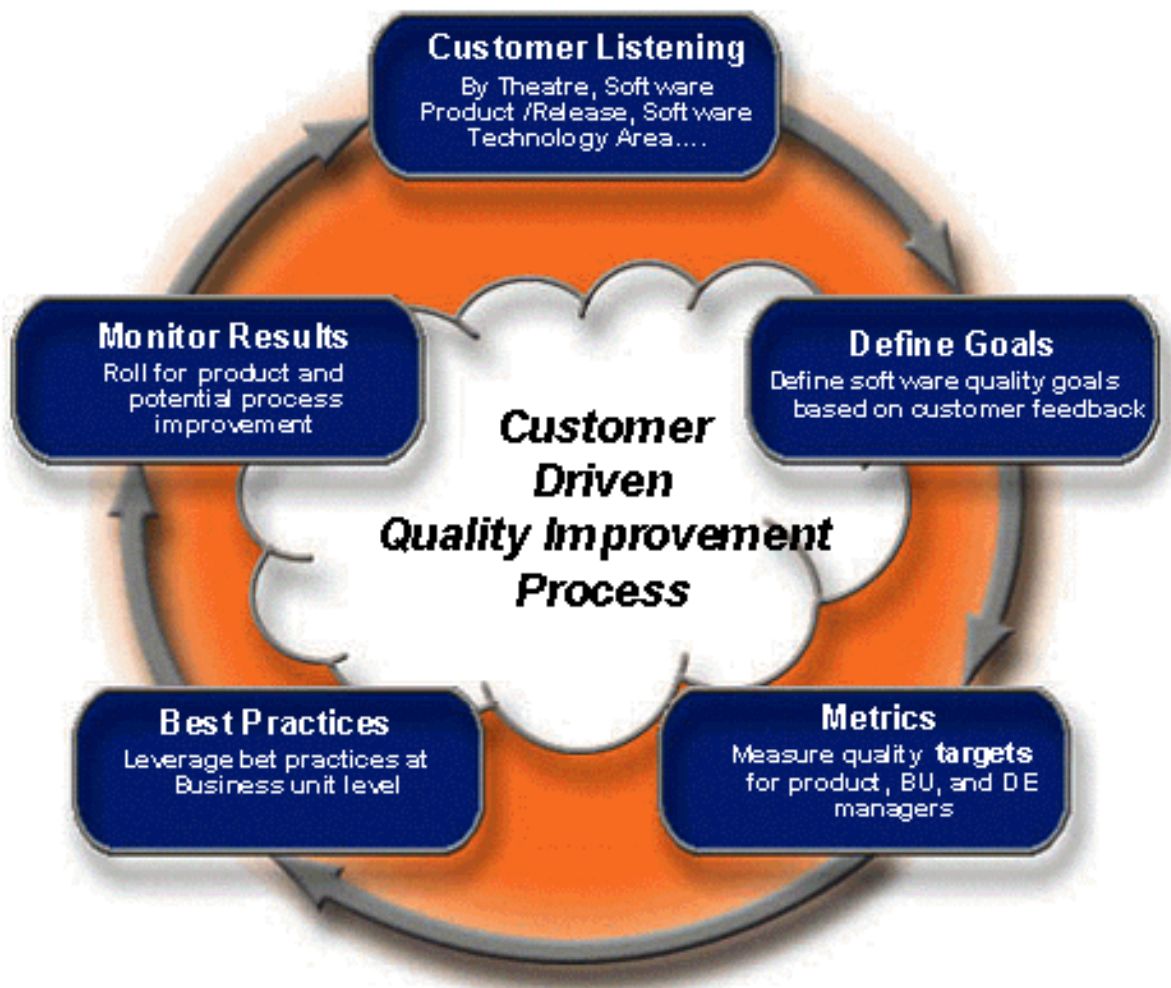 Customer Listening
By Theatre, Software
Product /Release, Software
Technology Area....
Define Goals
Define software quality goals
based on customer feedback
Metrics
Measure quality targets
for product, BU, and DE
managers
Best Practices
Leverage bet practices at
Business unit level
Monitor Results
Roll for product and
potential process
improvement
Customer
Driven
Quality Improvement
Process